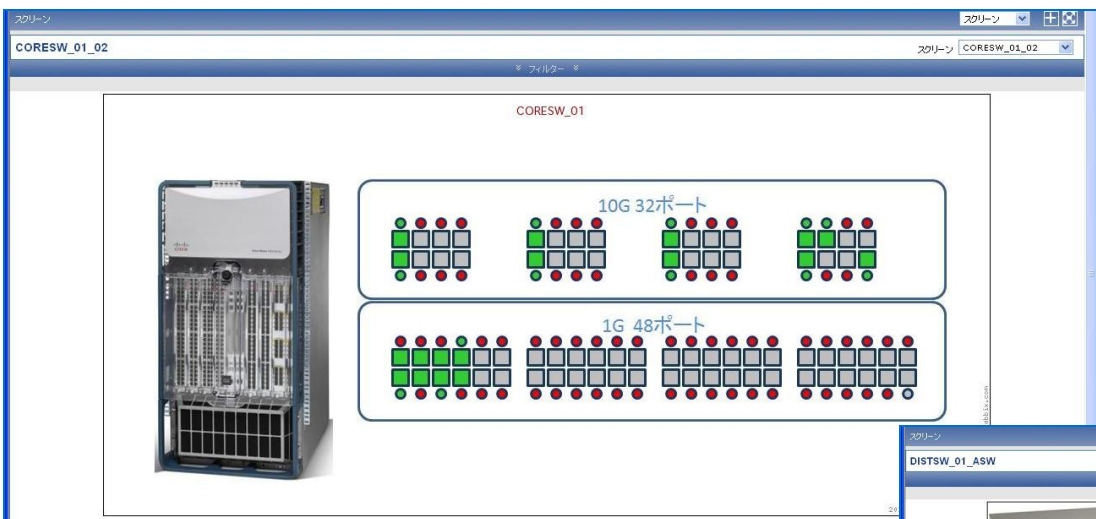 スクリーン
スクリーン
CORESW_01_02
スクリーン CORESW_01_02
フィルター
CORESW_01
10G 32ポート
1G 48ポート
スクリーン
DISTSW_01_ASW